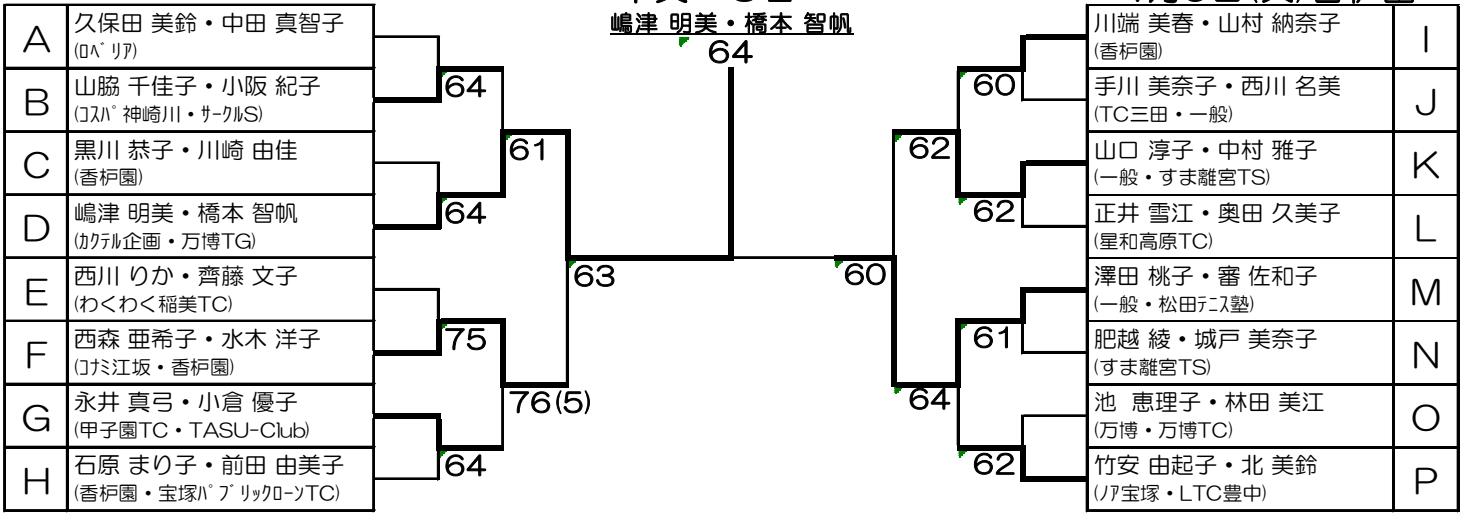 嶋津 明美・橋本 智帆
64
A
久保田 美鈴・中田 真智子
(ﾛﾍﾞﾘｱ)
B
山脇 千佳子・小阪 紀子
(ｺｽﾊﾟ神崎川・ｻｰｸﾙS)
C
黒川 恭子・川崎 由佳
(香枦園)
D
嶋津 明美・橋本 智帆
(ｶｸﾃﾙ企画・万博TG)
E
西川 りか・齊藤 文子
(わくわく稲美TC)
F
西森 亜希子・水木 洋子
(ｺﾅﾐ江坂・香枦園)
G
永井 真弓・小倉 優子
(甲子園TC・TASU-Club)
H
石原 まり子・前田 由美子
(香枦園・宝塚ﾊﾟﾌﾞﾘｯｸﾛｰﾝTC)
64
64
75
64
61
76(5)
63
60
62
64
60
62
61
62
川端 美春・山村 納奈子
(香枦園)
I
手川 美奈子・西川 名美
(TC三田・一般)
J
山口 淳子・中村 雅子
(一般・すま離宮TS)
K
正井 雪江・奥田 久美子
(星和高原TC)
L
澤田 桃子・審 佐和子
(一般・松田ﾃﾆｽ塾)
M
肥越 綾・城戸 美奈子
(すま離宮TS)
N
池 恵理子・林田 美江
(万博・万博TC)
O
竹安 由起子・北 美鈴
(ﾉｱ宝塚・LTC豊中)
P